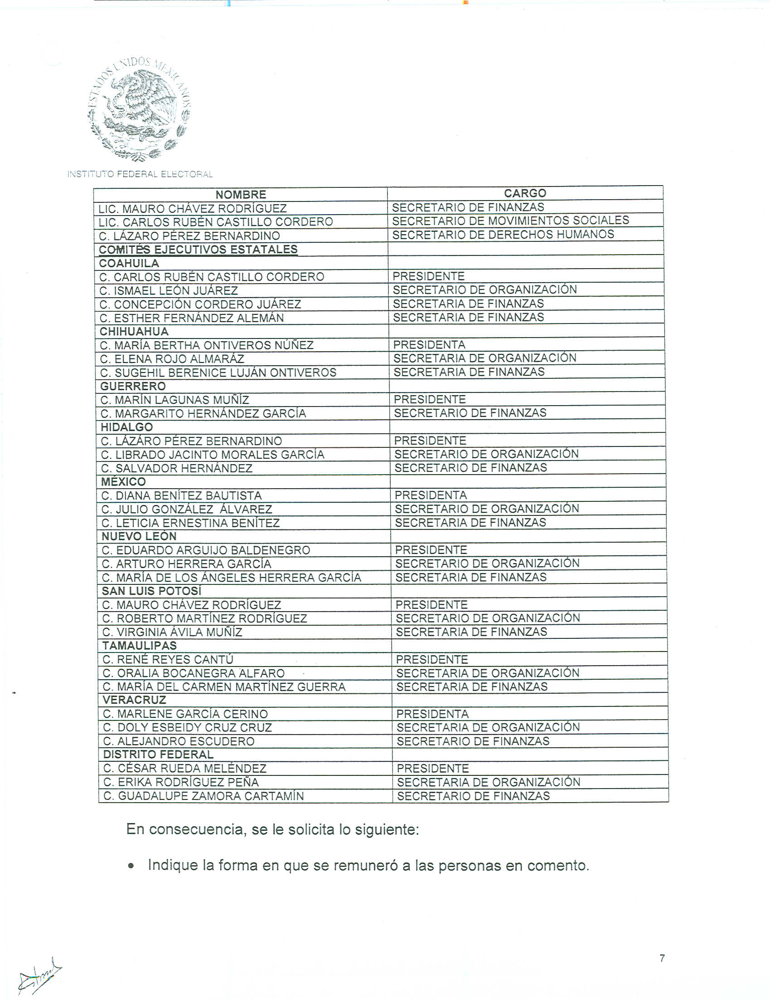 ESTADOS UNIDOS MEXICANOS
INSTITUTO FEDERAL ELECTORAL
NOMBRE CARGO
LIC. MAURO CHÁVEZ RODRÍGUEZ SECRETARIO DE FINANZAS
LIC. CARLOS RUBÉN CASTILLO CORDERO SECRETARIO DE MOVIMIENTOS SOCIALES
C. LÁZARO PÉREZ BERNARDINO SECRETARIO DE DERECHOS HUMANOS
COMITÉS EJECUTIVOS ESTATALES
COAHUILA
C. CARLOS RUBÉN CASTILLO CORDERO PRESIDENTE
C. ISMAEL LEÓN JUÁREZ SECRETARIO DE ORGANIZACIÓN
C. CONCEPCIÓN CORDERO JUÁREZ SECRETARIA DE FINANZAS
C. ESTHER FERNÁNDEZ ALEMÁN SECRETARIA DE FINANZAS
CHIHUAHUA
C. MARÍA BERTHA ONTIVEROS NÚÑEZ PRESIDENTA
C. ELENA ROJO ALMARÁZ SECRETARIA DE ORGANIZACIÓN
C. SUGEHIL BERENICE LUJÁN ONTIVEROS SECRETARIA DE FINANZAS
GUERRERO
C. MARÍN LAGUNAS MUÑÍZ PRESIDENTE
C. MARGARITO HERNÁNDEZ GARCÍA SECRETARIO DE FINANZAS
HIDALGO
C. LÁZÁRO PÉREZ BERNARDINO PRESIDENTE
C. LIBRADO JACINTO MORALES GARCÍA SECRETARIO DE ORGANIZACIÓN
C. SALVADOR HERNÁNDEZ SECRETARIO DE FINANZAS
MÉXICO
C. DIANA BENÍTEZ BAUTISTA PRESIDENTA
C. JULIO GONZÁLEZ ÁLVAREZ SECRETARIO DE ORGANIZACIÓN
C. LETICIA ERNESTINA BENÍTEZ SECRETARIA DE FINANZAS
NUEVO LEÓN
C. EDUARDO ARGUIJO BALDENEGRO PRESIDENTE
C. ARTURO HERRERA GARCÍA SECRETARIO DE ORGANIZACIÓN
C. MARÍA DE LOS ÁNGELES HERRERA GARCÍA SECRETARIA DE FINANZAS
SAN LUIS POTOSÍ
C. MAURO CHÁVEZ RODRÍGUEZ PRESIDENTE
C. ROBERTO MARTÍNEZ RODRÍGUEZ SECRETARIO DE ORGANIZACIÓN
C. VIRGINIA ÁVILA MUÑÍZ SECRETARIA DE FINANZAS
TAMAULIPAS
C. RENÉ REYES CANTÚ PRESIDENTE
C. ORALIA BOCANEGRA ALFARO SECRETARIA DE ORGANIZACIÓN
C. MARÍA DEL CARMEN MARTÍNEZ GUERRA SECRETARIA DE FINANZAS
VERACRUZ
C. MARLENE GARCÍA CERINO PRESIDENTA
C. DOLY ESBEIDY CRUZ CRUZ SECRETARIA DE ORGANIZACIÓN
C. ALEJANDRO ESCUDERO SECRETARIO DE FINANZAS
DISTRITO FEDERAL
C. CÉSAR RUEDA MELÉNDEZ PRESIDENTE
C. ERIKA RODRÍGUEZ PEÑA SECRETARIA DE ORGANIZACIÓN
C. GUADALUPE ZAMORA CARTAMÍN SECRETARIO DE FINANZAS
En consecuencia, se le solicita lo siguiente:
• Indique la forma en que se remuneró a las personas en comento.
7